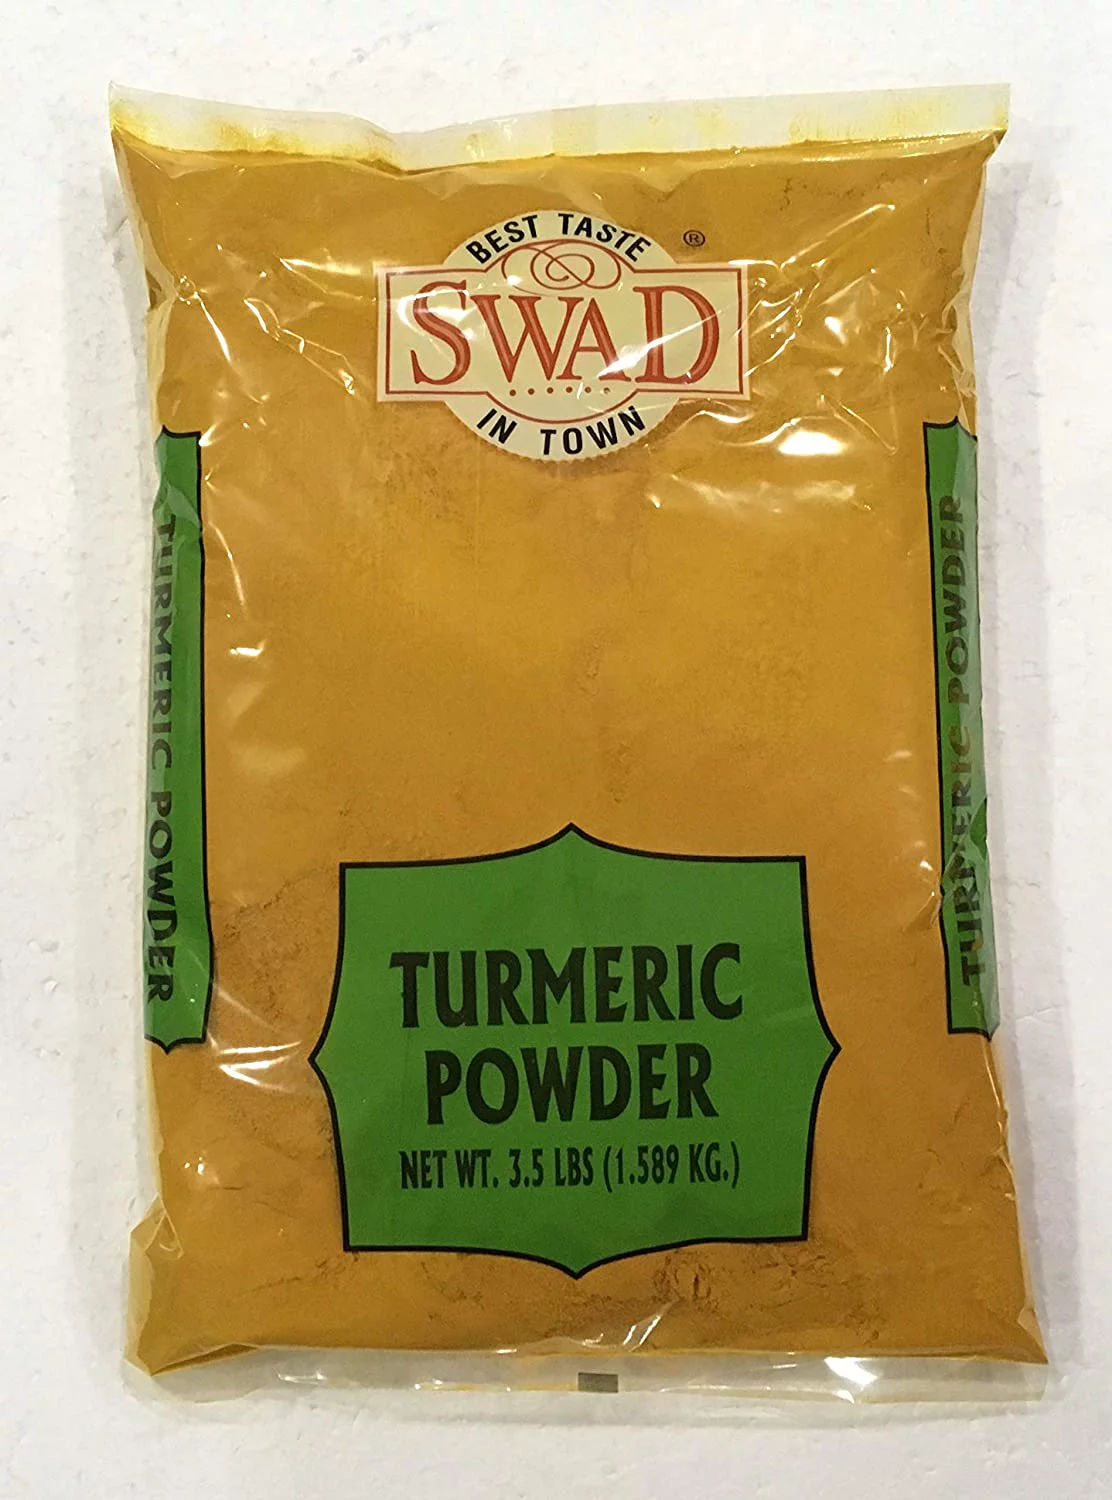 BEST TASTE
®
SWAD
IN TOWN
TURMERIC POWDER
TURMERIC POWDER
TURMERIC
POWDER
NET WT. 3.5 LBS (1.589 KG.)